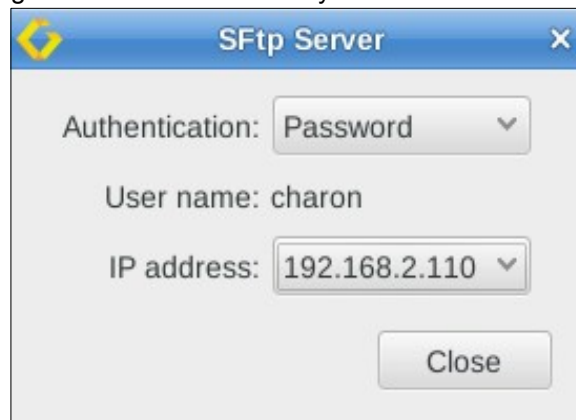 SFtp Server
Authentication: Password
User name: charon
IP address: 192.168.2.110
Close